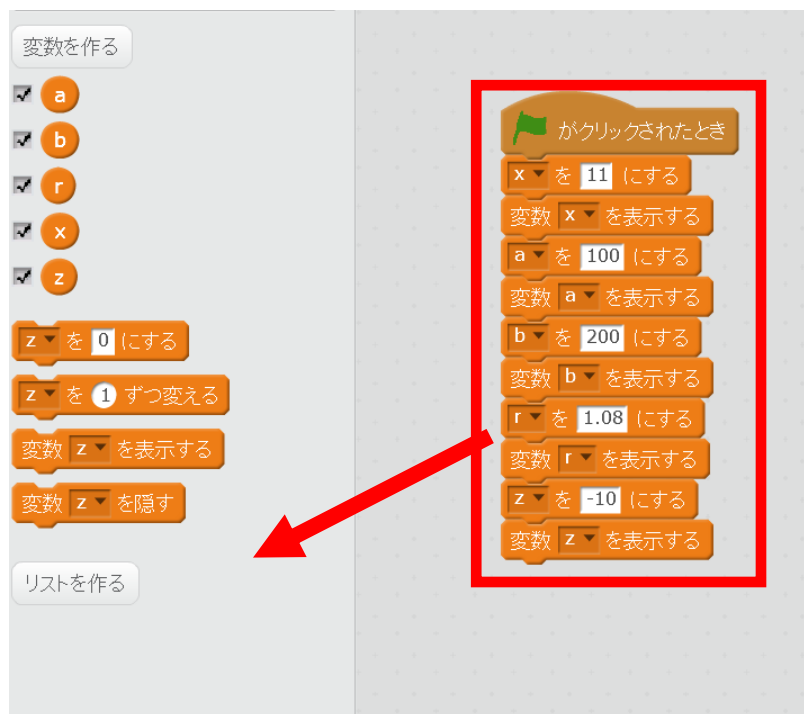 変数を作る
a
b
r
x
z
z を 0 にする
z を 1 ずつ変える
変数 z を表示する
変数 z を隠す
リストを作る
がクリックされたとき
x を 11 にする
変数 x を表示する
a を 100 にする
変数 a を表示する
b を 200 にする
変数 b を表示する
r を 1.08 にする
変数 r を表示する
z を -10 にする
変数 z を表示する